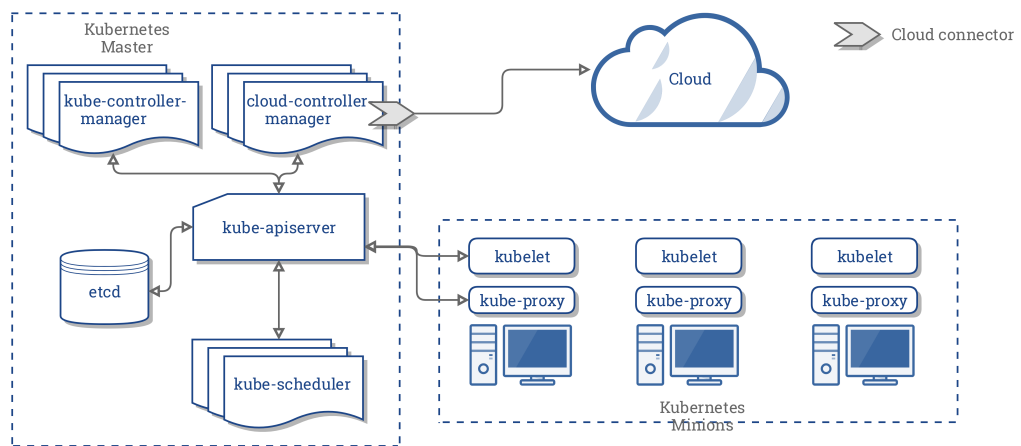 Kubernetes
Master
kube-controller-
manager
cloud-controller
manager
Cloud
Cloud connector
kube-apiserver
etcd
kube-scheduler
kubelet
kubelet
kubelet
kube-proxy
kube-proxy
kube-proxy
Kubernetes
Minions